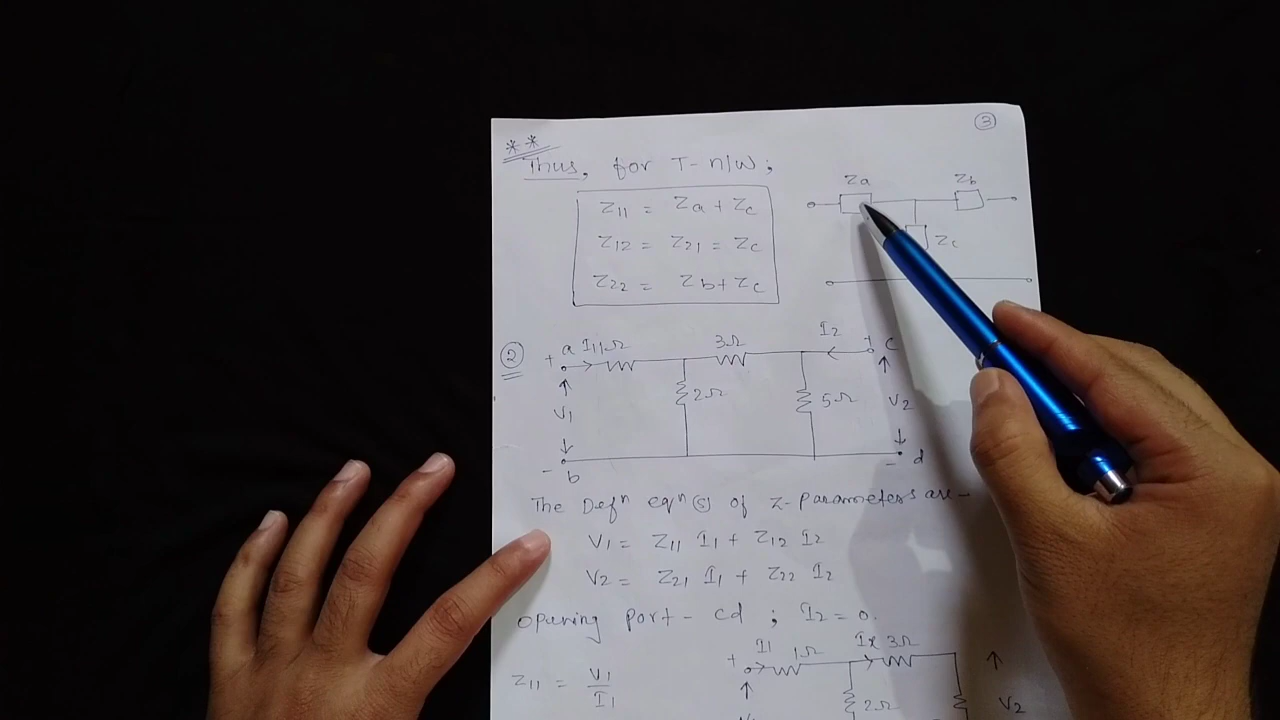 ③
**
Thus, for T-n/w;
Z11 = Za + Zc
Z12 = Z21 = Zc
Z22 = Zb + Zc
Za
Zb
Zc
②
+ a I1 1Ω
3Ω
I2
+ c
V1
2Ω
5Ω
V2
- b
- d
The Defⁿ eqⁿ(s) of Z-parameters are-
V1 = Z11 I1 + Z12 I2
V2 = Z21 I1 + Z22 I2
opening port - cd ; I2 = 0.
Z11 = V1 / I1
+ I1 1Ω Ix 3Ω
2Ω
V2